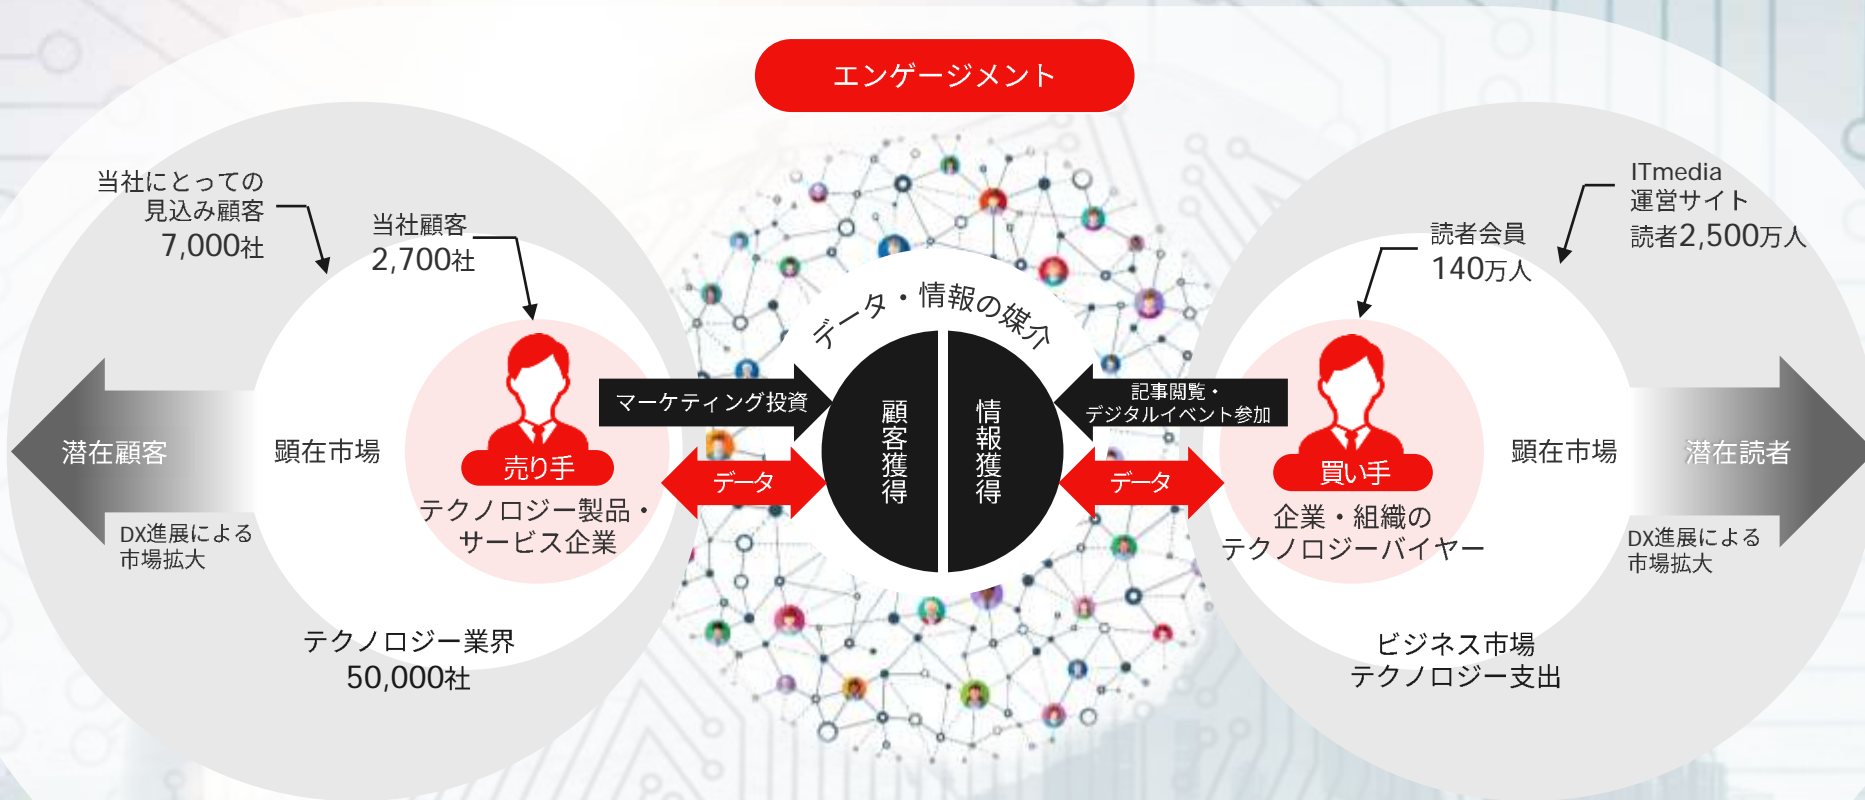 エンゲージメント
当社にとっての
見込み顧客
7,000社
当社顧客
2,700社
読者会員
140万人
ITmedia
運営サイト
読者2,500万人
データ・情報の媒介
マーケティング投資
顧客獲得
情報獲得
記事閲覧・
デジタルイベント参加
潜在顧客
顕在市場
売り手
データ
データ
買い手
顕在市場
潜在読者
テクノロジー製品・
サービス企業
企業・組織の
テクノロジーバイヤー
DX進展による
市場拡大
DX進展による
市場拡大
テクノロジー業界
50,000社
ビジネス市場
テクノロジー支出